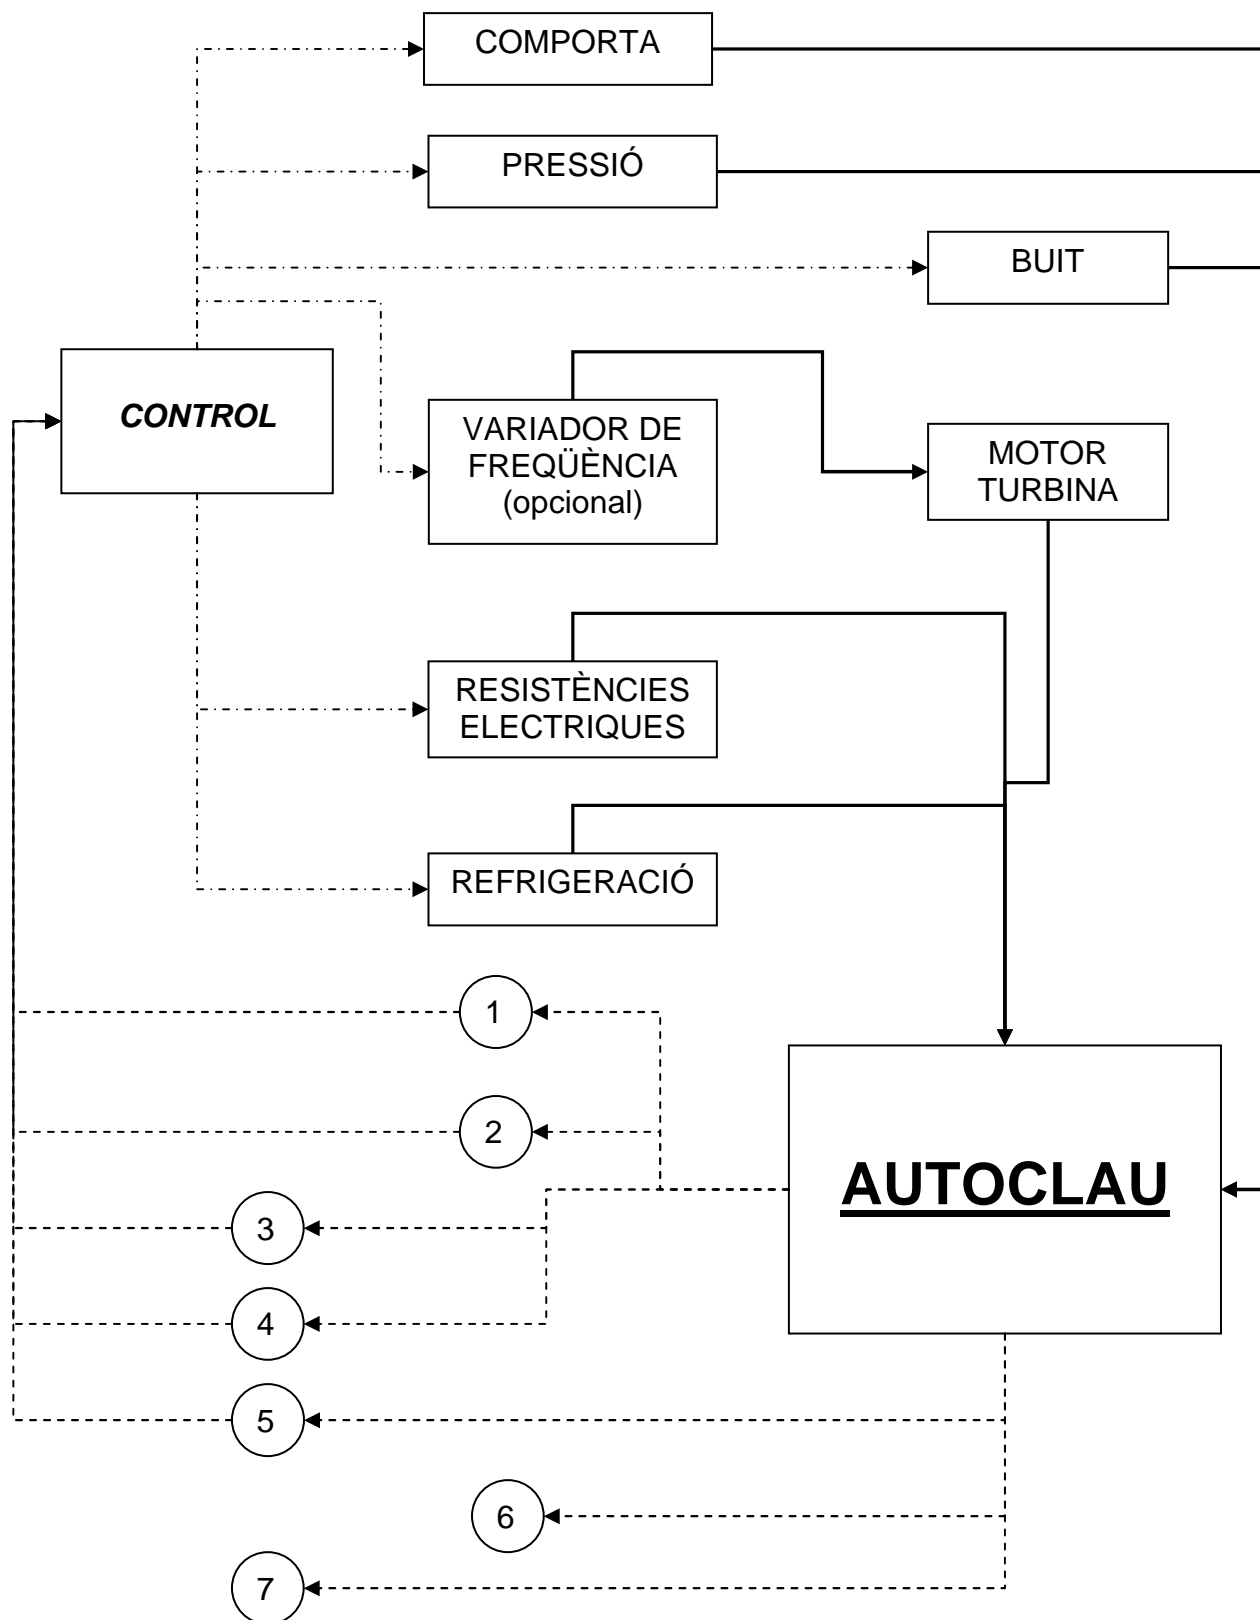 COMPORTA
PRESSIÓ
BUIT
CONTROL
VARIADOR DE
FREQÜÈNCIA
(opcional)
MOTOR
TURBINA
RESISTÈNCIES
ELECTRIQUES
REFRIGERACIÓ
1
2
AUTOCLAU
3
4
5
6
7